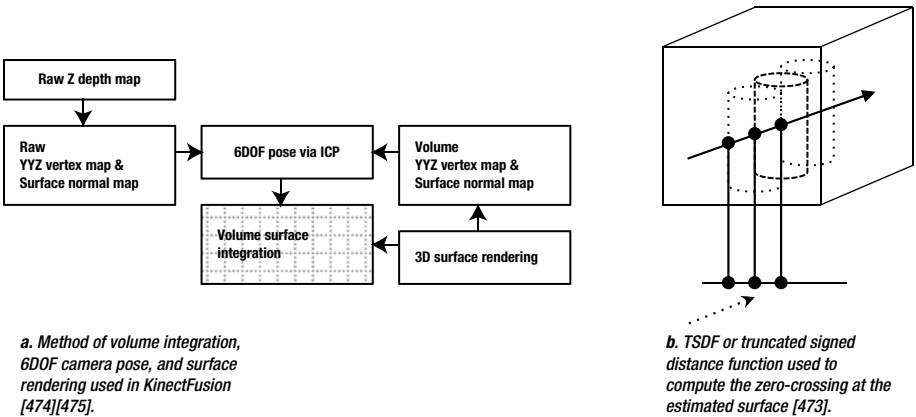 Raw Z depth map
Raw
YYZ vertex map &
Surface normal map
6DOF pose via ICP
Volume
YYZ vertex map &
Surface normal map
Volume surface
integration
3D surface rendering
a. Method of volume integration,
6DOF camera pose, and surface
rendering used in KinectFusion
[474][475].
b. TSDF or truncated signed
distance function used to
compute the zero-crossing at the
estimated surface [473].